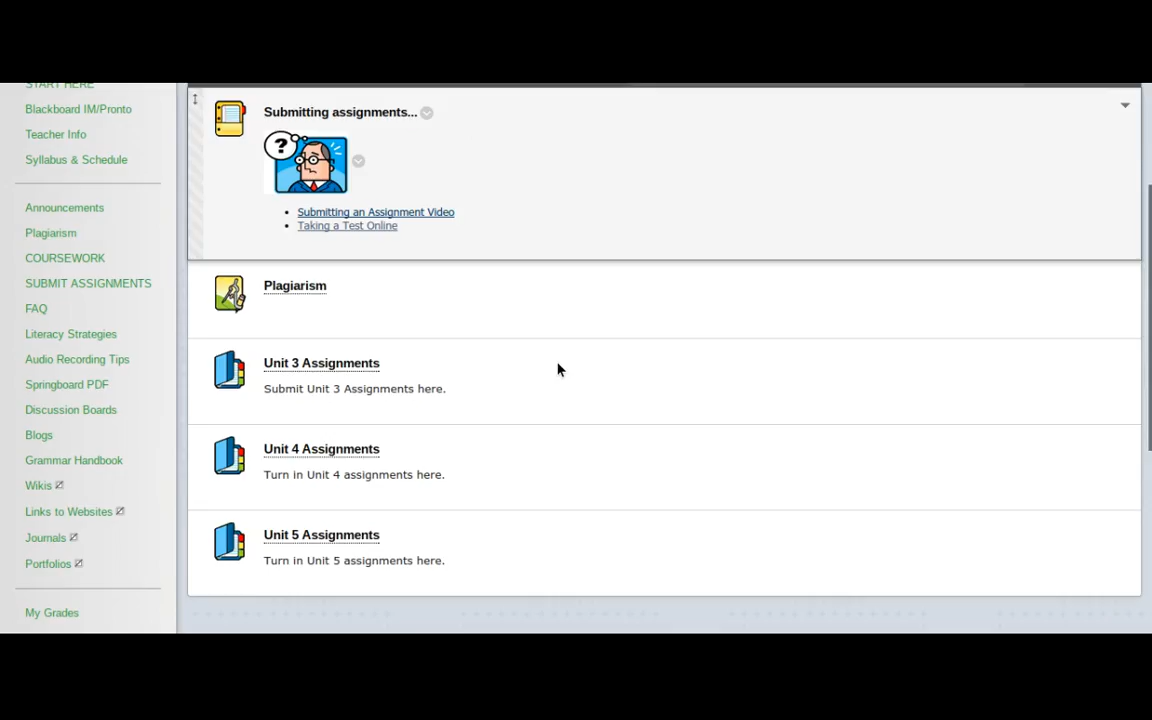 START HERE
Blackboard IM/Pronto
Teacher Info
Syllabus & Schedule
Announcements
Plagiarism
COURSEWORK
SUBMIT ASSIGNMENTS
FAQ
Literacy Strategies
Audio Recording Tips
Springboard PDF
Discussion Boards
Blogs
Grammar Handbook
Wikis
Links to Websites
Journals
Portfolios
My Grades
Submitting assignments...
?
Submitting an Assignment Video
Taking a Test Online
Plagiarism
Unit 3 Assignments
Submit Unit 3 Assignments here.
Unit 4 Assignments
Turn in Unit 4 assignments here.
Unit 5 Assignments
Turn in Unit 5 assignments here.